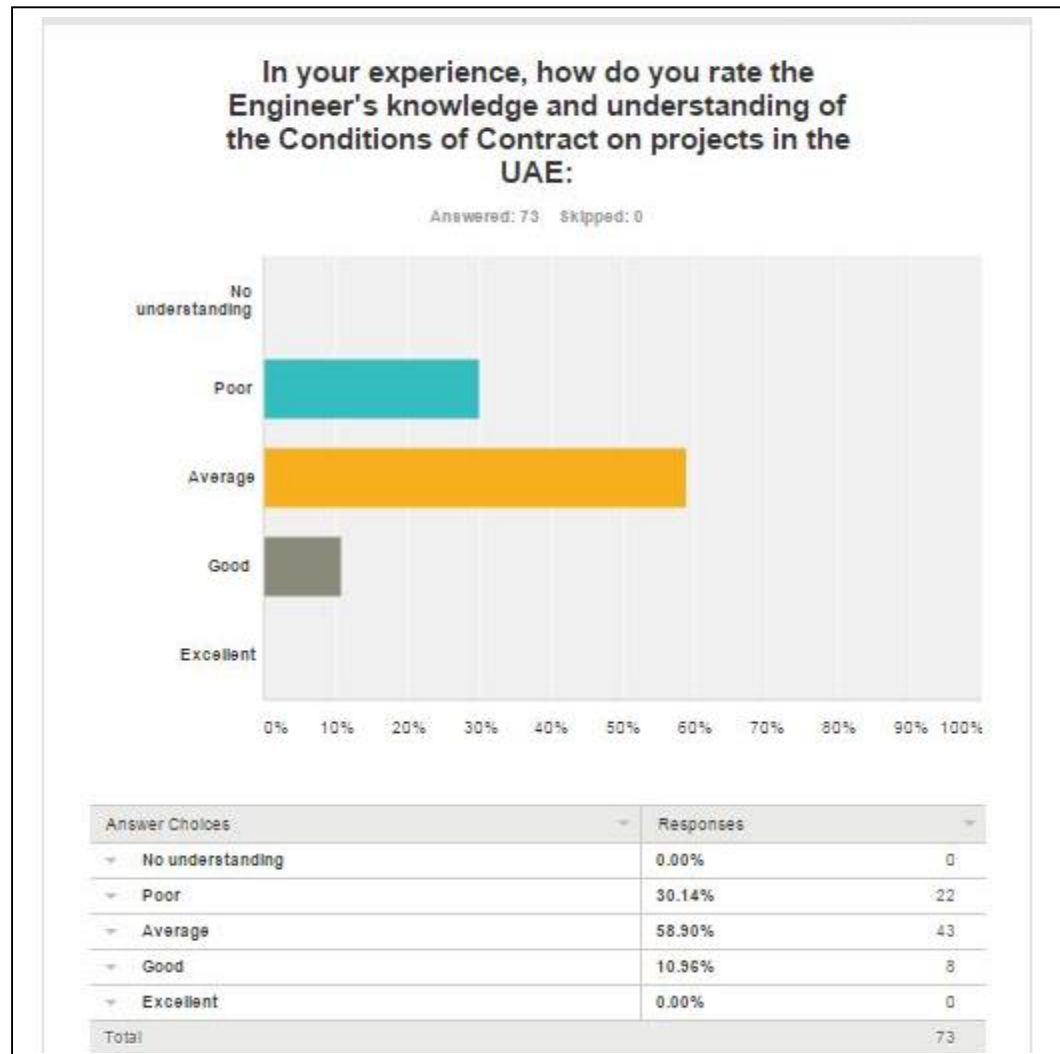 In your experience, how do you rate the
Engineer's knowledge and understanding of
the Conditions of Contract on projects in the
UAE:
Answered: 73 Skipped: 0
No
understanding
Poor
Average
Good
Excellent
0% 10% 20% 30% 40% 50% 60% 70% 80% 90% 100%
Answer Choices Responses
No understanding 0.00% 0
Poor 30.14% 22
Average 58.90% 43
Good 10.96% 8
Excellent 0.00% 0
Total 73